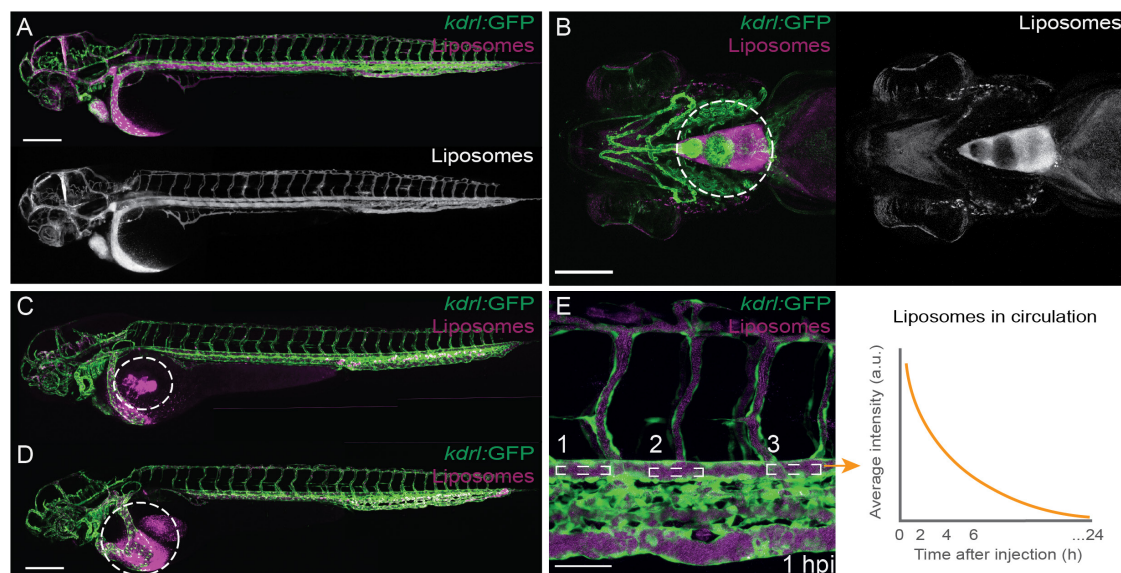 A
kdrl:GFP
Liposomes
Liposomes
B
kdrl:GFP
Liposomes
Liposomes
C
kdrl:GFP
Liposomes
D
kdrl:GFP
Liposomes
E
kdrl:GFP
Liposomes
1
2
3
1 hpi
Liposomes in circulation
Average intensity (a.u.)
0 2 4 6 ...24
Time after injection (h)